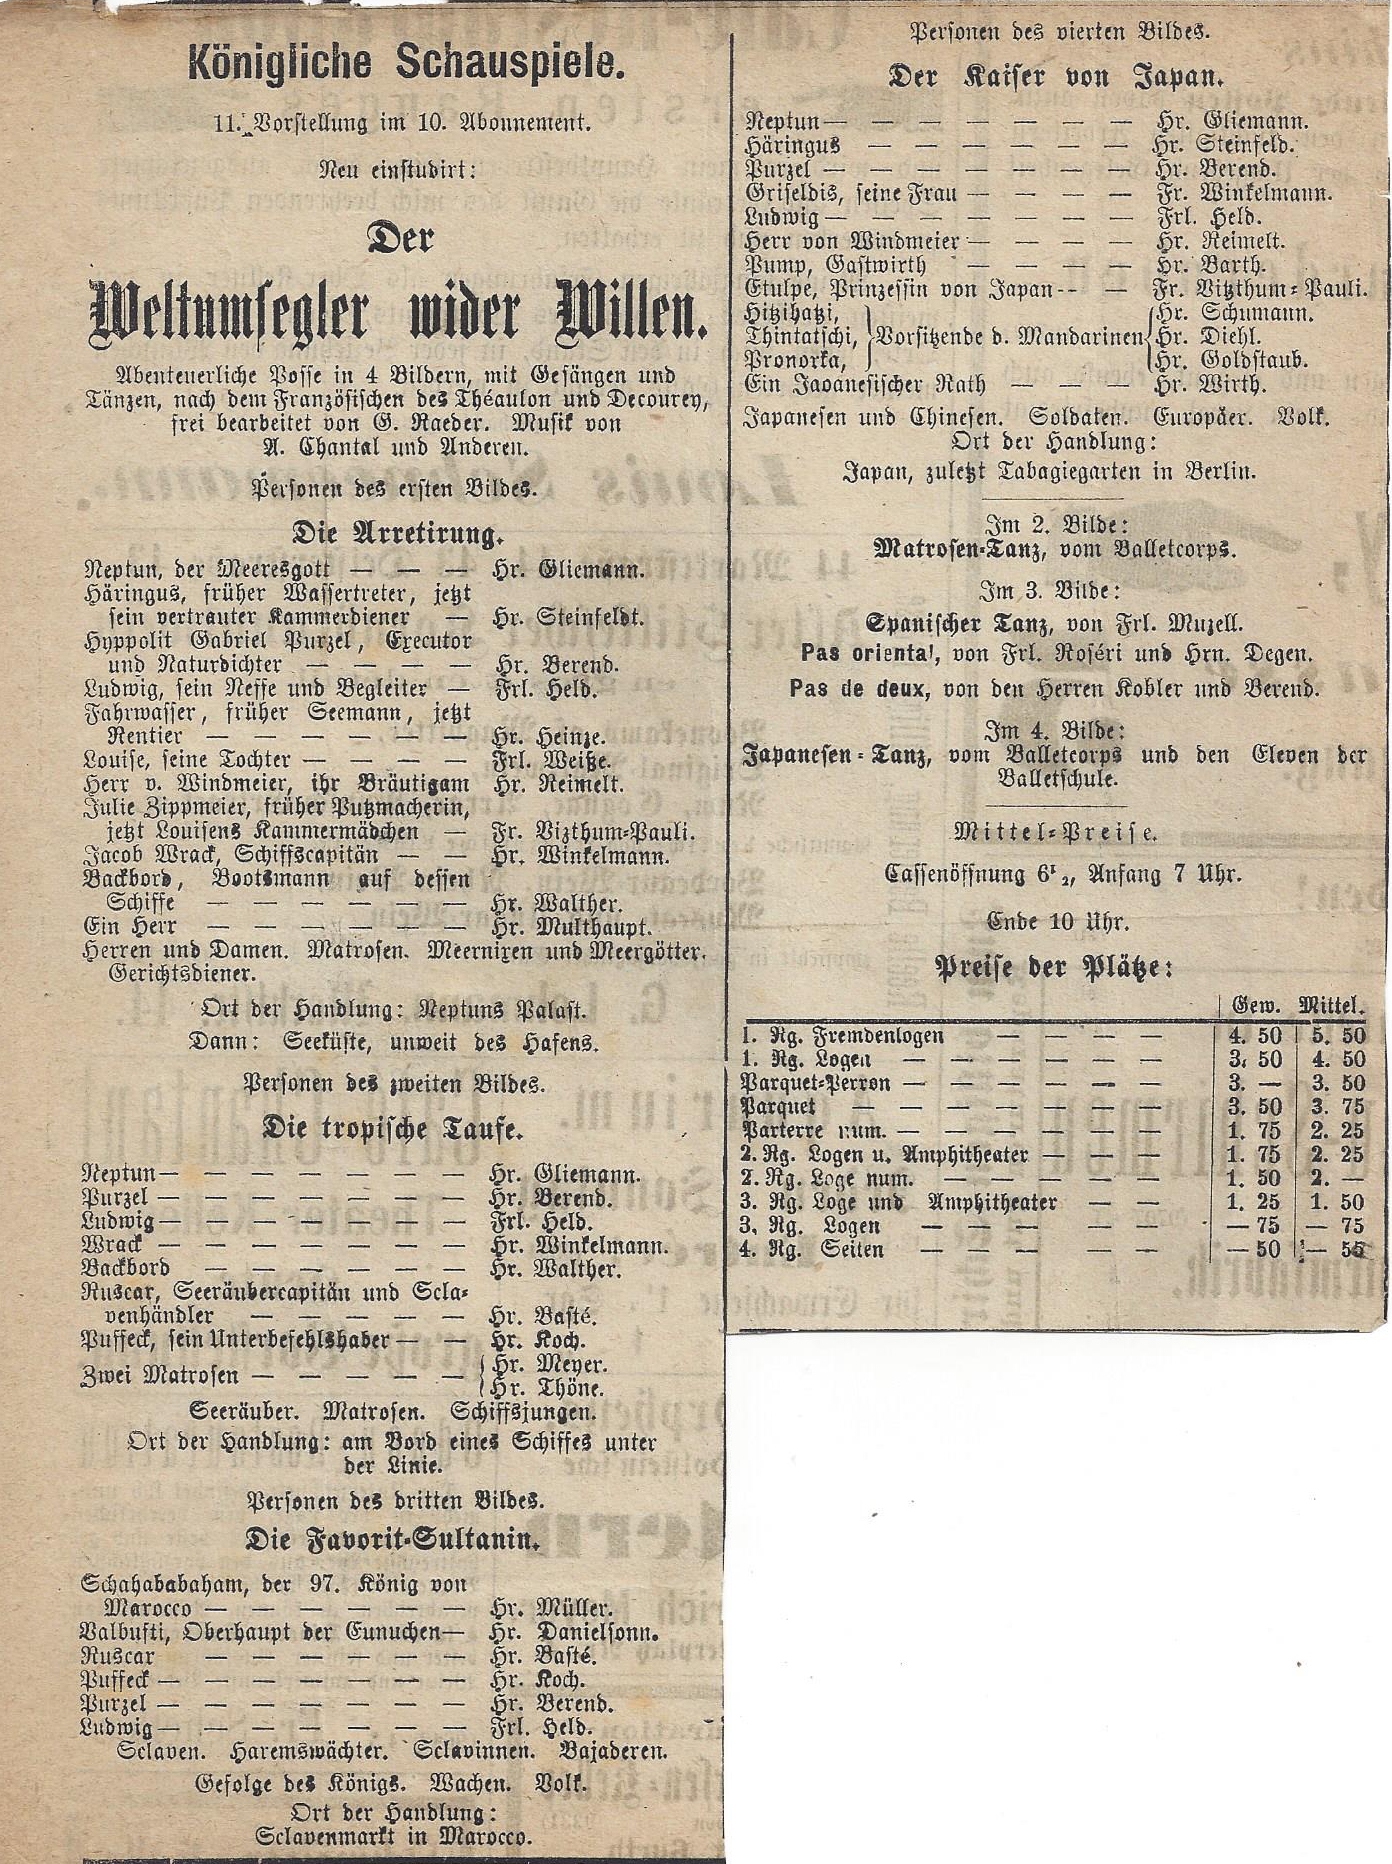 Königliche Schauspiele.
11. Vorstellung im 10. Abonnement.
Neu einstudirt:
Der
Weltumsegler wider Willen.
Abenteuerliche Posse in 4 Bildern, mit Gesängen und
Tänzen, nach dem Französischen des Théaulon und Decourey,
frei bearbeitet von G. Raeder. Musik von
A. Chantal und Anderen.
Personen des ersten Bildes.
Die Arretirung.
Neptun, der Meeresgott — — — Hr. Gliemann.
Häringus, früher Wassertreter, jetzt
sein vertrauter Kammerdiener — Hr. Steinfeldt.
Hyppolit Gabriel Purzel, Executor
und Naturdichter — — — — Hr. Berend.
Ludwig, sein Neffe und Begleiter — Frl. Held.
Fahrwasser, früher Seemann, jetzt
Rentier — — — — — — Hr. Heinze.
Louise, seine Tochter — — — — Frl. Weiße.
Herr v. Windmeier, ihr Bräutigam Hr. Reimelt.
Julie Zippmeier, früher Putzmacherin,
jetzt Louisens Kammermädchen — Fr. Vizthum-Pauli.
Jacob Wrack, Schiffscapitän — — Hr. Winkelmann.
Backbord, Bootsmann auf dessen
Schiffe — — — — — — Hr. Walther.
Ein Herr — — — — — — Hr. Multhaupt.
Herren und Damen. Matrosen. Meernixen und Meergötter.
Gerichtsdiener.
Ort der Handlung: Neptuns Palast.
Dann: Seeküste, unweit des Hafens.
Personen des zweiten Bildes.
Die tropische Taufe.
Neptun — — — — — — — Hr. Gliemann.
Purzel — — — — — — — Hr. Berend.
Ludwig — — — — — — — Frl. Held.
Wrack — — — — — — — Hr. Winkelmann.
Backbord — — — — — — Hr. Walther.
Ruscar, Seeräubercapitän und Scla-
venhändler — — — — — Hr. Basté.
Puffeck, sein Unterbefehlshaber — — Hr. Koch.
Zwei Matrosen — — — — — { Hr. Meyer.
Hr. Thöne.
Seeräuber. Matrosen. Schiffsjungen.
Ort der Handlung: am Bord eines Schiffes unter
der Linie.
Personen des dritten Bildes.
Die Favorit-Sultanin.
Schahababaham, der 97. König von
Marocco — — — — — — Hr. Müller.
Balbusti, Oberhaupt der Eunuchen — Hr. Danielsonn.
Ruscar — — — — — — Hr. Basté.
Puffeck — — — — — — — Hr. Koch.
Purzel — — — — — — — Hr. Berend.
Ludwig — — — — — — — Frl. Held.
Sclaven. Haremswächter. Sclavinnen. Bajaderen.
Gefolge des Königs. Wachen. Volk.
Ort der Handlung:
Sclavenmarkt in Marocco.
Personen des vierten Bildes.
Der Kaiser von Japan.
Neptun — — — — — — — Hr. Gliemann.
Häringus — — — — — — Hr. Steinfeld.
Purzel — — — — — — — Hr. Berend.
Griseldis, seine Frau — — — — Fr. Winkelmann.
Ludwig — — — — — — — Frl. Held.
Herr von Windmeier — — — — Hr. Reimelt.
Pump, Gastwirth — — — — Hr. Barth.
Etulpe, Prinzessin von Japan — — Fr. Vitzthum-Pauli.
Hitzihatzi, Hr. Schumann.
Thintatschi, } Vorsitzende d. Mandarinen { Hr. Diehl.
Pronorka, Hr. Goldstaub.
Ein Japanesischer Rath — — — Hr. Wirth.
Japanesen und Chinesen. Soldaten. Europäer. Volk.
Ort der Handlung:
Japan, zuletzt Tabagiegarten in Berlin.
Im 2. Bilde:
Matrosen-Tanz, vom Balletcorps.
Im 3. Bilde:
Spanischer Tanz, von Frl. Muzell.
Pas oriental, von Frl. Roséri und Hrn. Degen.
Pas de deux, von den Herren Kobler und Berend.
Im 4. Bilde:
Japanesen-Tanz, vom Balletcorps und den Eleven der
Balletschule.
Mittel-Preise.
Cassenöffnung 6½, Anfang 7 Uhr.
Ende 10 Uhr.
Preise der Plätze:
Gew. Mittel.
1. Rg. Fremdenlogen — — — — 4. 50 5. 50
1. Rg. Logen — — — — — — 3. 50 4. 50
Parquet-Perron — — — — — — 3. — 3. 50
Parquet — — — — — — — 3. 50 3. 75
Parterre num. — — — — — — 1. 75 2. 25
2. Rg. Logen u. Amphitheater — — — 1. 75 2. 25
2. Rg. Loge num. — — — — — 1. 50 2. —
3. Rg. Loge und Amphitheater — — 1. 25 1. 50
3. Rg. Logen — — — — — — 75 — 75
4. Rg. Seiten — — — — — — 50 — 55